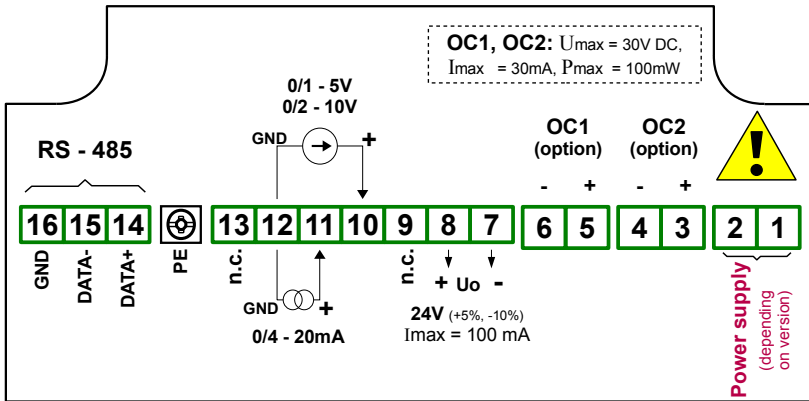 OC1, OC2: Umax = 30V DC,
Imax = 30mA, Pmax = 100mW
0/1 - 5V
0/2 - 10V
GND +
RS - 485
OC1
(option)
- +
OC2
(option)
- +
16 15 14
13 12 11 10 9 8 7
6 5
4 3
2 1
GND
DATA-
DATA+
PE
n.c.
GND +
0/4 - 20mA
n.c.
+ Uo -
24V (+5%, -10%)
Imax = 100 mA
Power supply
(depending
on version)